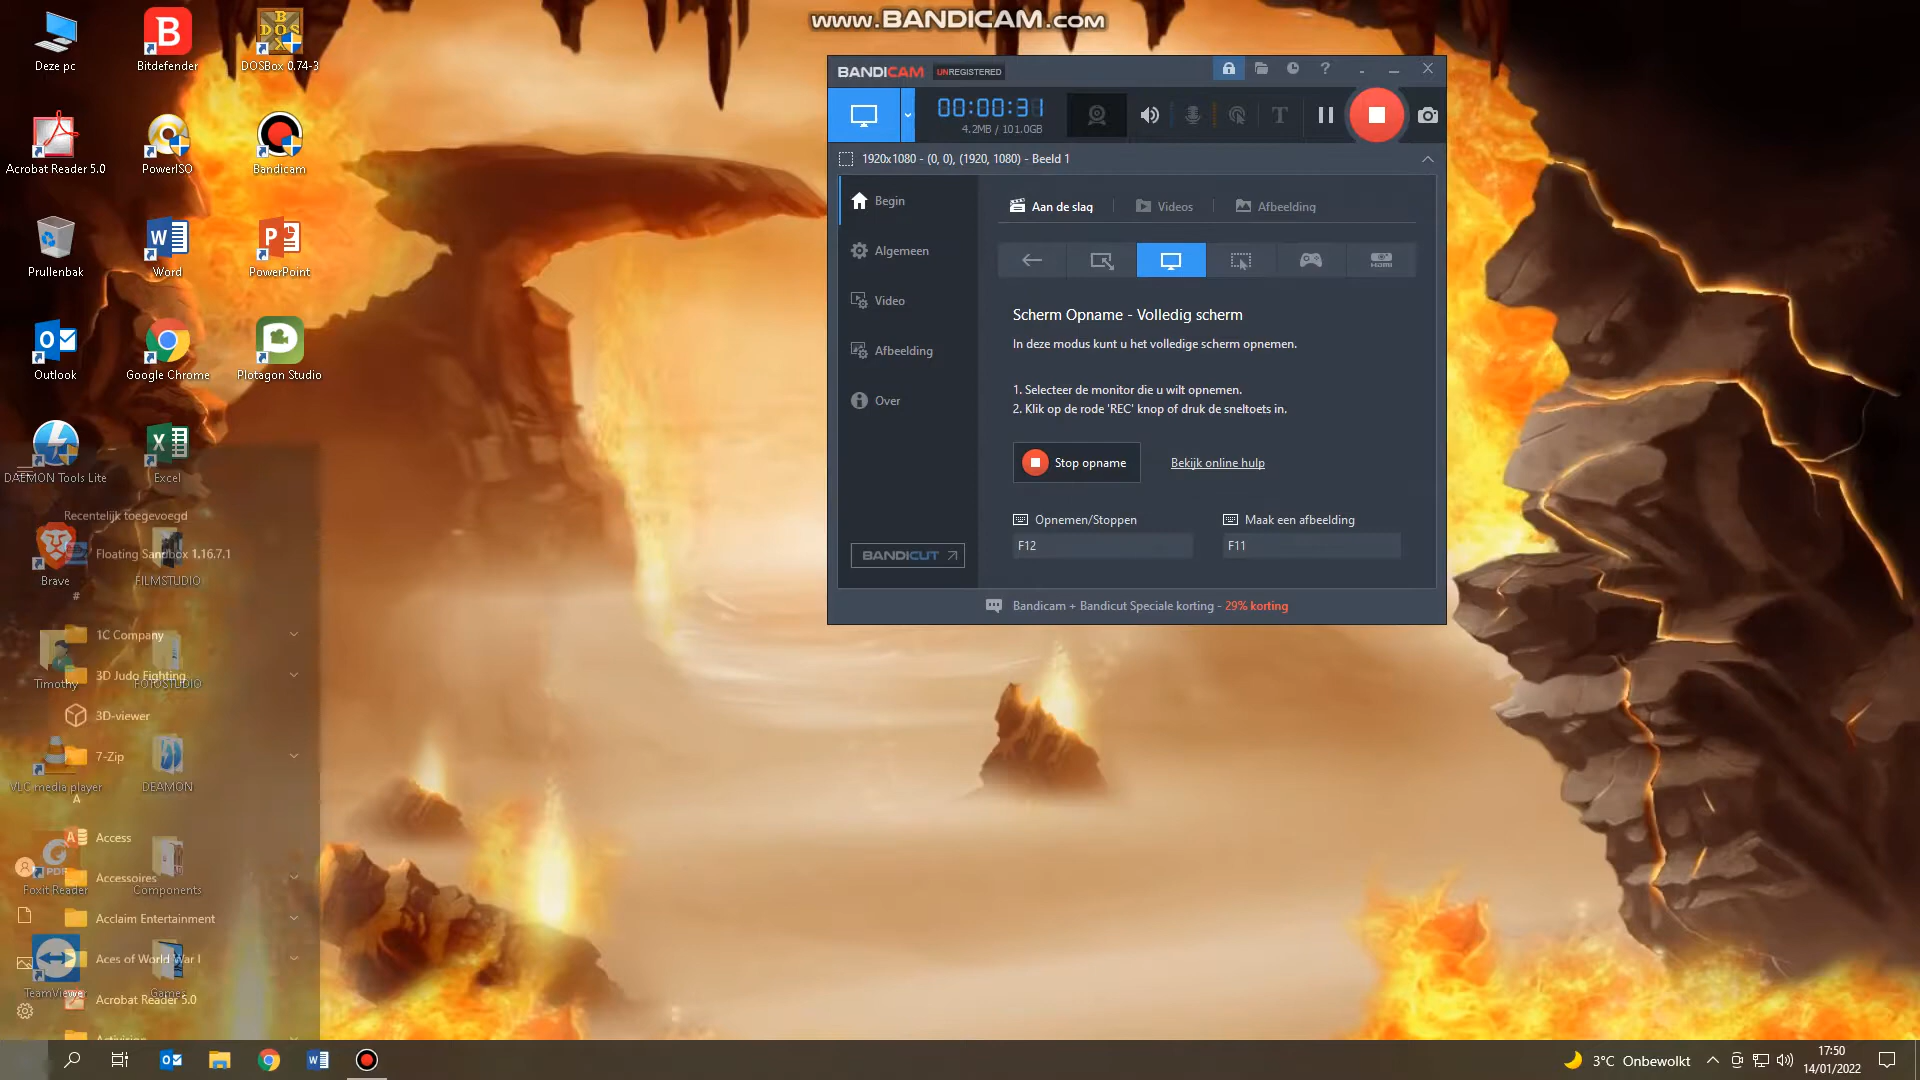 www.BANDICAM.com
Deze pc
Bitdefender
DOSBox 0.74-3
Acrobat Reader 5.0
PowerISO
Bandicam
Prullenbak
Word
PowerPoint
Outlook
Google Chrome
Plotagon Studio
DAEMON Tools Lite
Excel
Recentelijk toegevoegd
Floating Sandbox 1.16.7.1
Brave
FILMSTUDIO
#
1C Company
3D Judo Fighting
Timothy
FOTOSTUDIO
3D-viewer
7-Zip
VLC media player
DEAMON
A
Access
Accessoires
Foxit Reader
Components
Acclaim Entertainment
Aces of World War I
TeamViewer
Games
Acrobat Reader 5.0
Activision
BANDICAM UNREGISTERED
00:00:31
4.2MB / 101.0GB
1920x1080 - (0, 0), (1920, 1080) - Beeld 1
Begin
Algemeen
Video
Afbeelding
Over
BANDICUT
Aan de slag
Videos
Afbeelding
HDMI
Scherm Opname - Volledig scherm
In deze modus kunt u het volledige scherm opnemen.
1. Selecteer de monitor die u wilt opnemen.
2. Klik op de rode 'REC' knop of druk de sneltoets in.
Stop opname
Bekijk online hulp
Opnemen/Stoppen
Maak een afbeelding
F12
F11
Bandicam + Bandicut Speciale korting - 29% korting
3°C Onbewolkt
17:50
14/01/2022